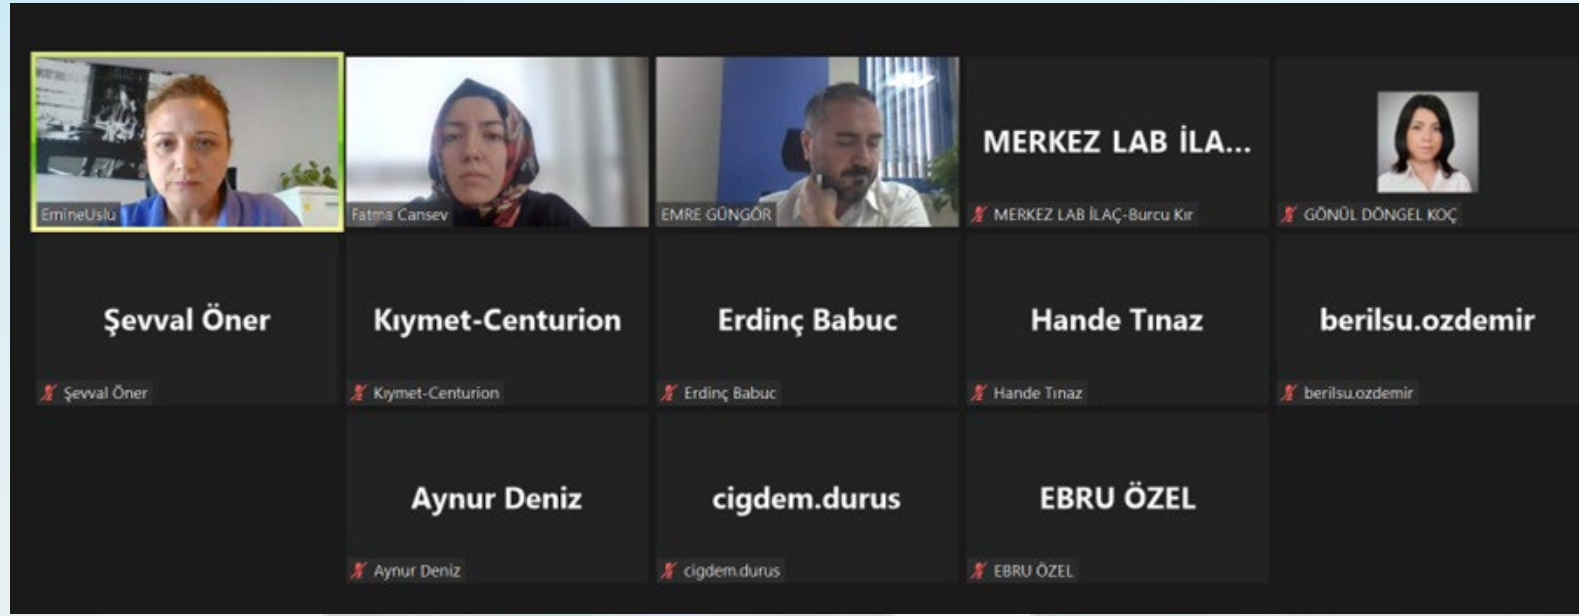 EmineUslu
Fatma Cansev
EMRE GÜNGÖR
MERKEZ LAB İLA...
MERKEZ LAB İLAÇ-Burcu Kır
GÖNÜL DÖNGEL KOÇ
Şevval Öner
Şevval Öner
Kıymet-Centurion
Kıymet-Centurion
Erdinç Babuc
Erdinç Babuc
Hande Tınaz
Hande Tınaz
berilsu.ozdemir
berilsu.ozdemir
Aynur Deniz
Aynur Deniz
cigdem.durus
cigdem.durus
EBRU ÖZEL
EBRU ÖZEL